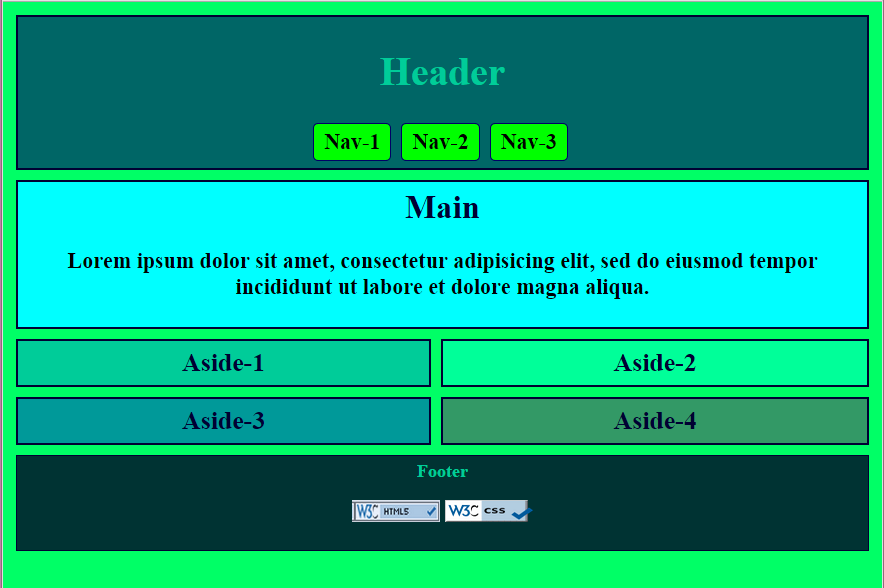 Header
Nav-1 Nav-2 Nav-3
Main
Lorem ipsum dolor sit amet, consectetur adipisicing elit, sed do eiusmod tempor
incididunt ut labore et dolore magna aliqua.
Aside-1 Aside-2
Aside-3 Aside-4
Footer
W3C HTML5 W3C css